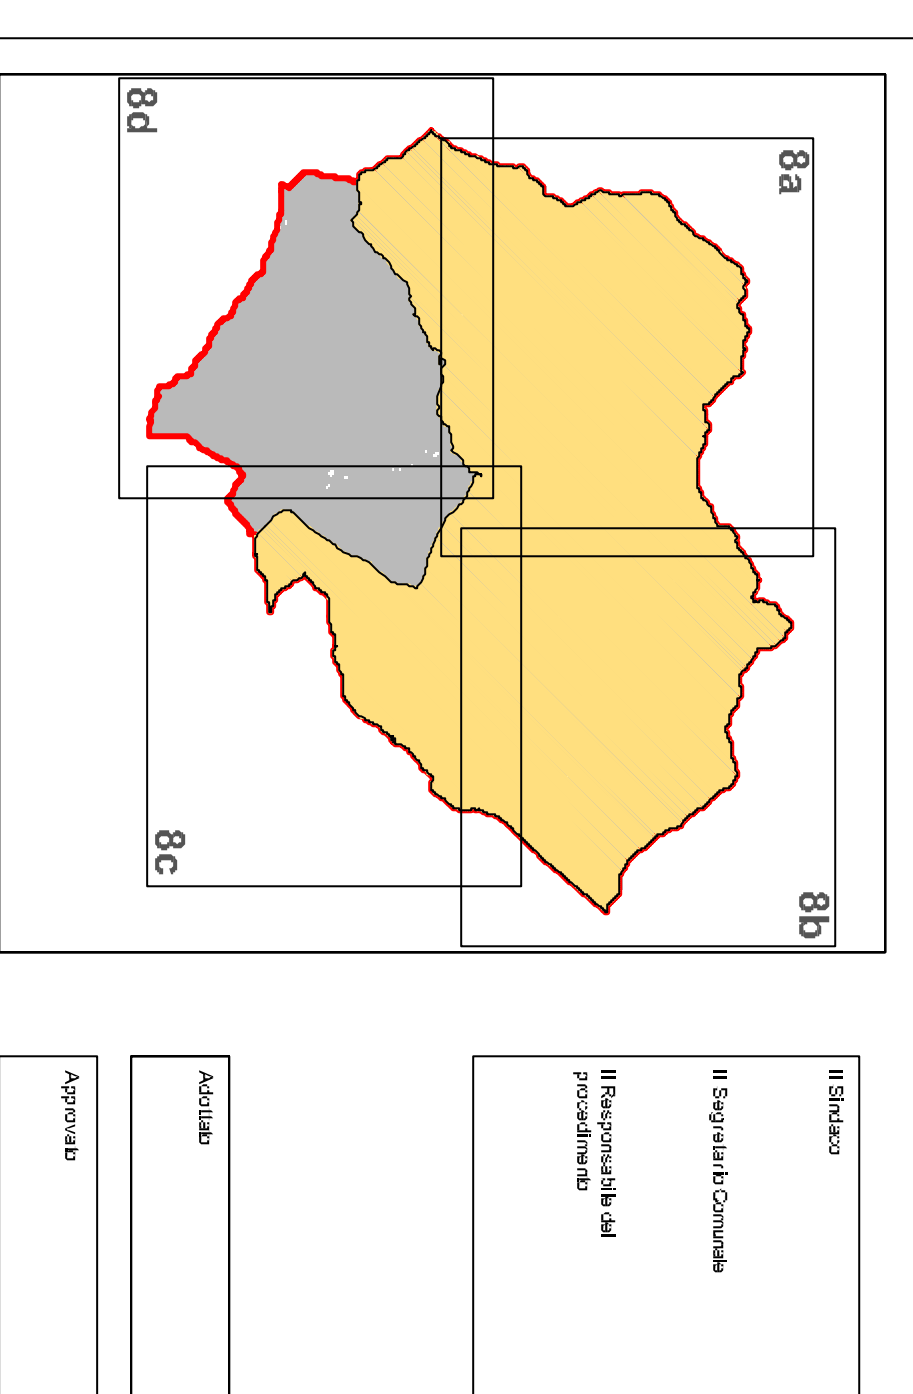 8a
8d
8b
8c
Il Sindaco
Il Segretario Comunale
Il Responsabile del
procedimento
Adottato
Approvato